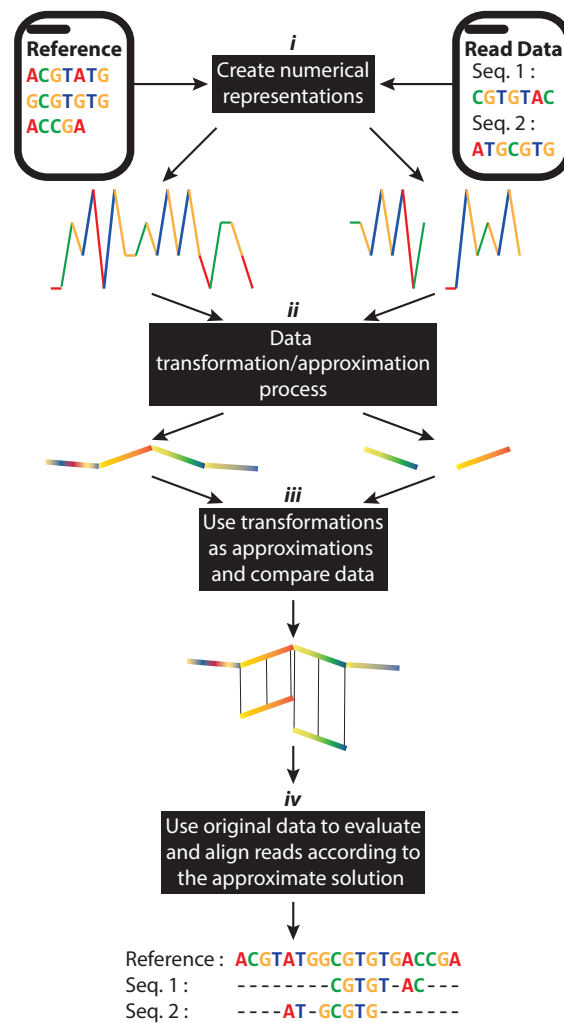 Reference
ACGTATG
GCGTGTG
ACCGA
i
Create numerical
representations
Read Data
Seq. 1 :
CGTGTAC
Seq. 2 :
ATGCGTG
ii
Data
transformation/approximation
process
iii
Use transformations
as approximations
and compare data
iv
Use original data to evaluate
and align reads according to
the approximate solution
Reference : ACGTATGGCGTGTGACCGA
Seq. 1 : --------CGTGT-AC---
Seq. 2 : ----AT-GCGTG-------